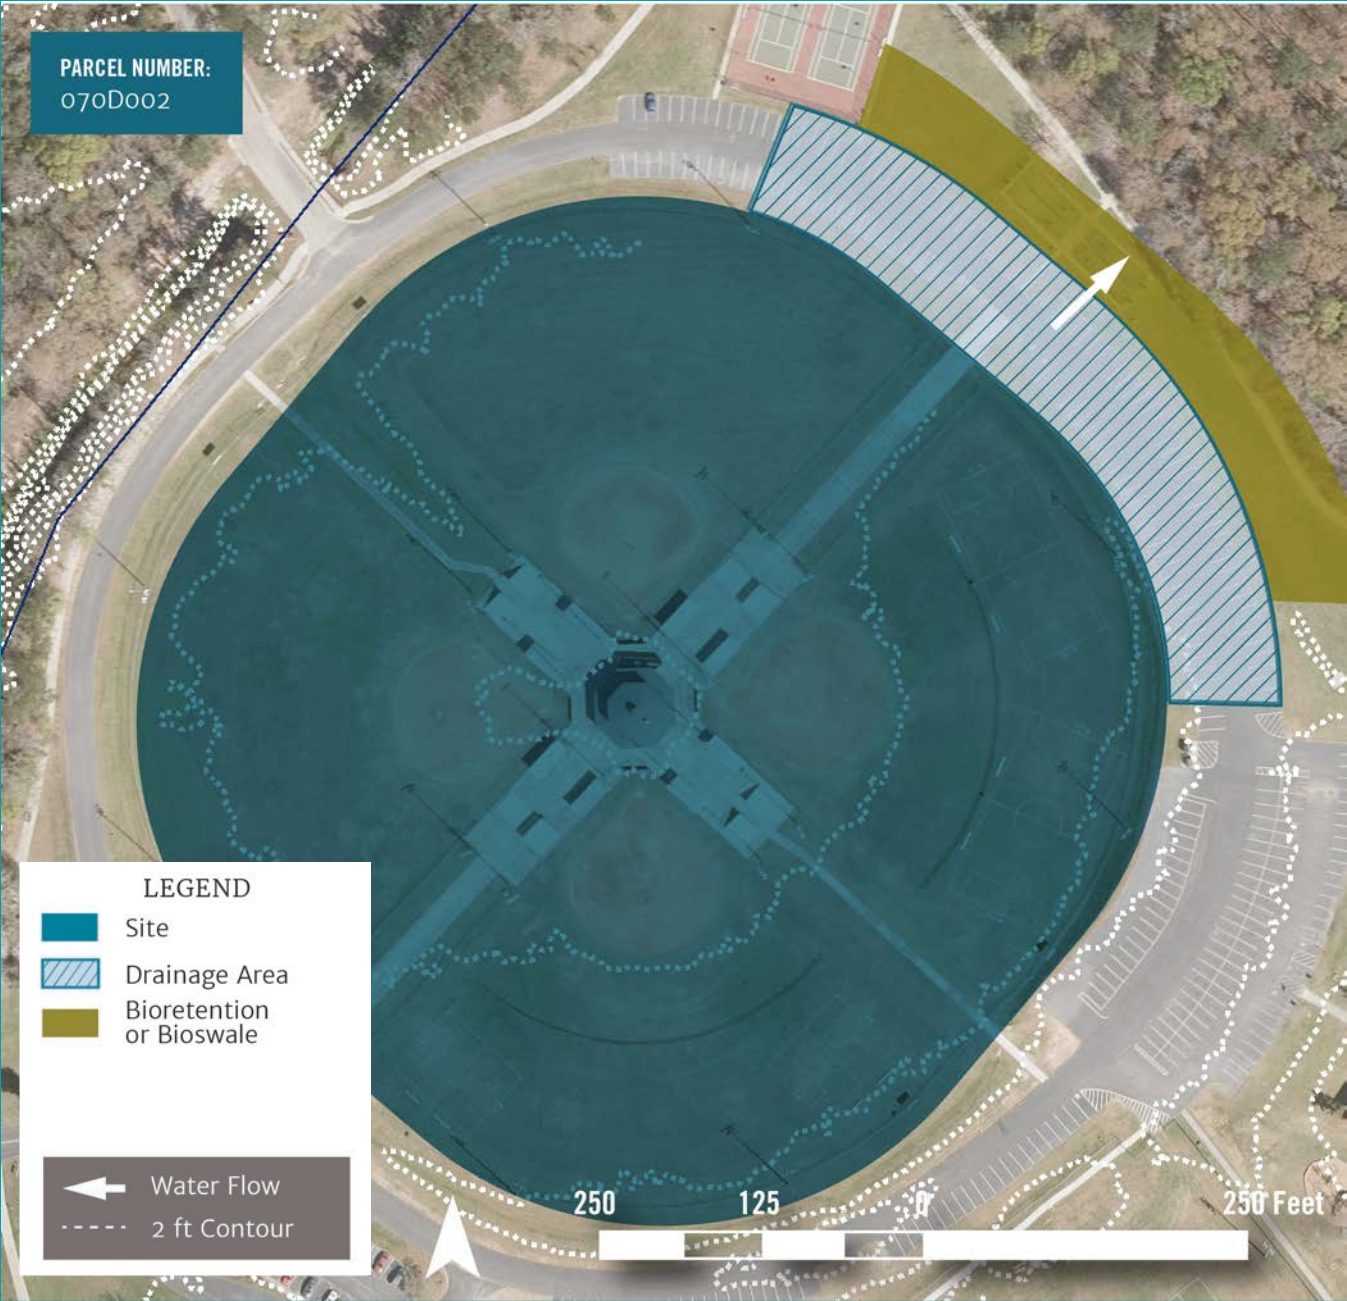 PARCEL NUMBER:
070D002
LEGEND
Site
Drainage Area
Bioretention
or Bioswale
Water Flow
2 ft Contour
250 125 0 250 Feet